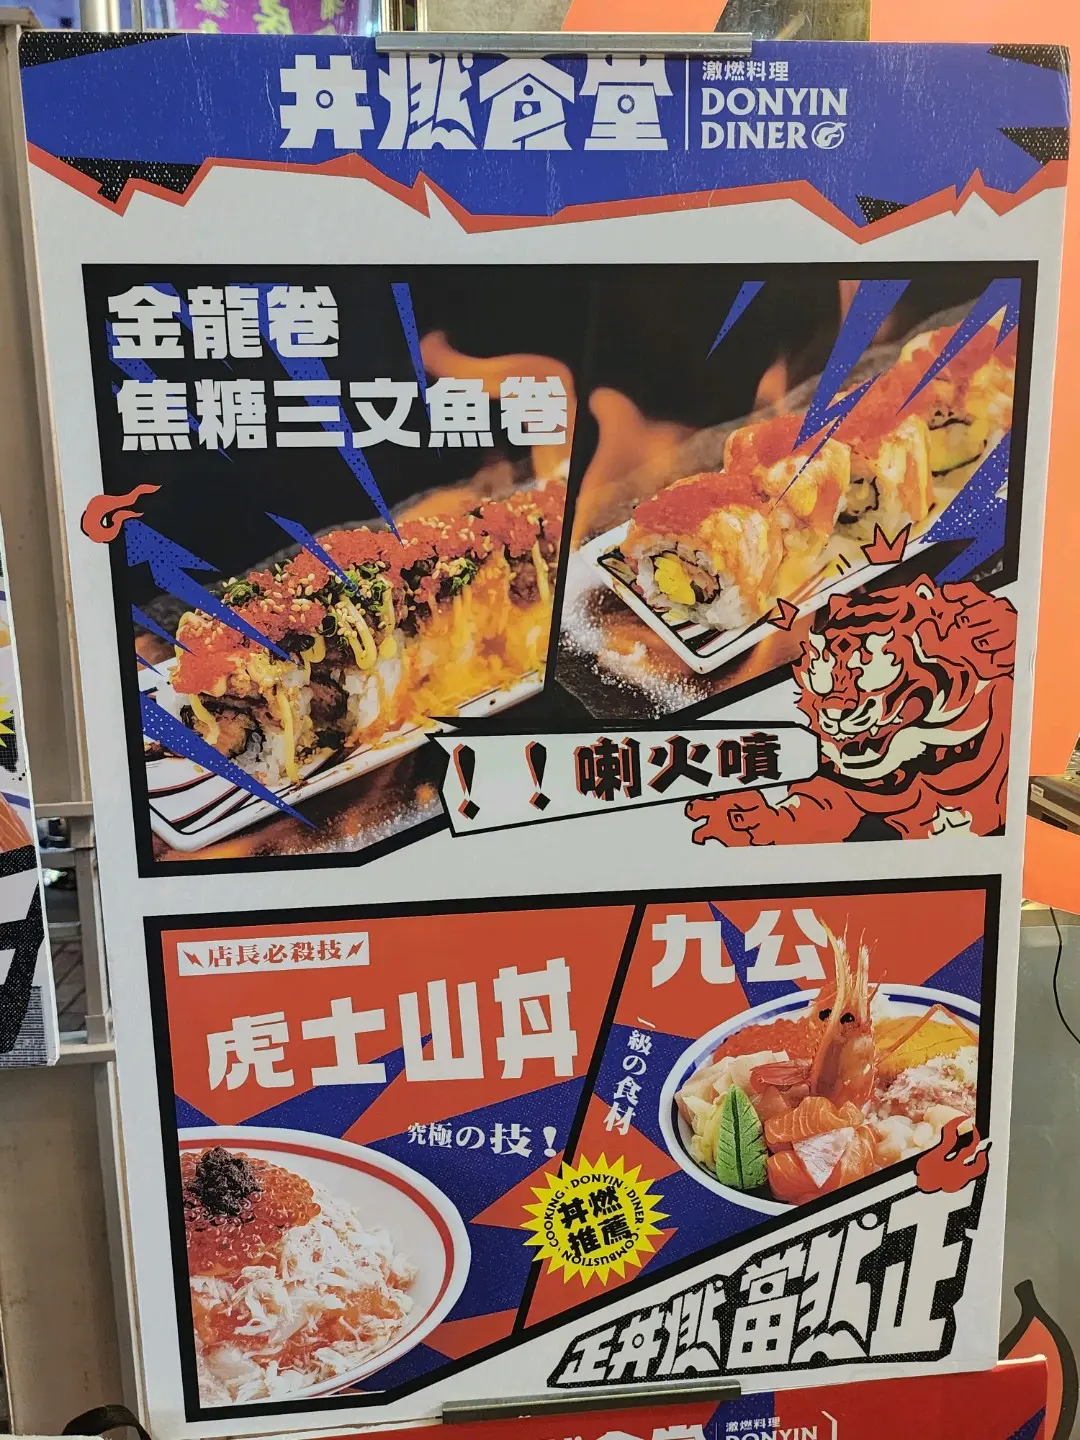 丼燃食堂
激燃料理
DONYIN
DINER
金龍卷
焦糖三文魚卷
！！喇火噴
店長必殺技
虎士山丼
究極の技！
九公
一級の食材
COOKING · DONYIN · DINER · COMBUSTION
丼燃
推薦
正丼燃當燃正
激燃料理
DONYIN